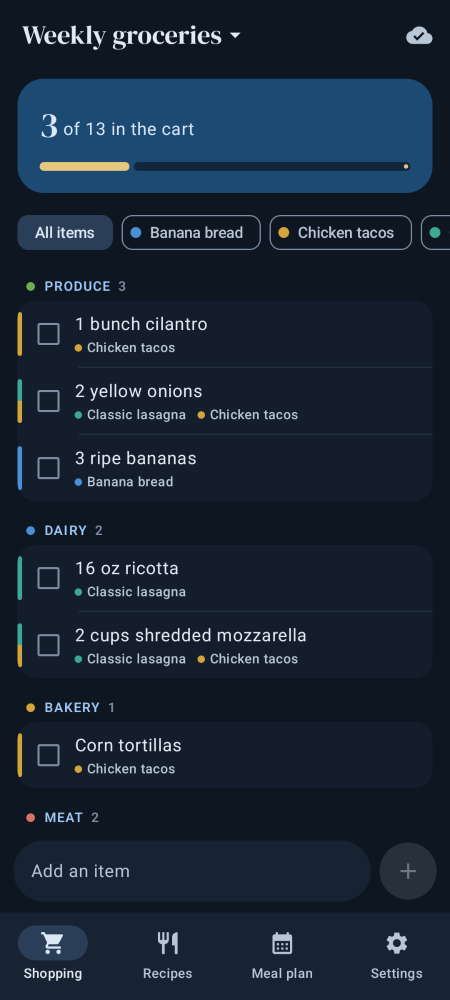 Weekly groceries
3 of 13 in the cart
All items
Banana bread
Chicken tacos
PRODUCE 3
1 bunch cilantro
Chicken tacos
2 yellow onions
Classic lasagna Chicken tacos
3 ripe bananas
Banana bread
DAIRY 2
16 oz ricotta
Classic lasagna
2 cups shredded mozzarella
Classic lasagna Chicken tacos
BAKERY 1
Corn tortillas
Chicken tacos
MEAT 2
Add an item
Shopping
Recipes
Meal plan
Settings